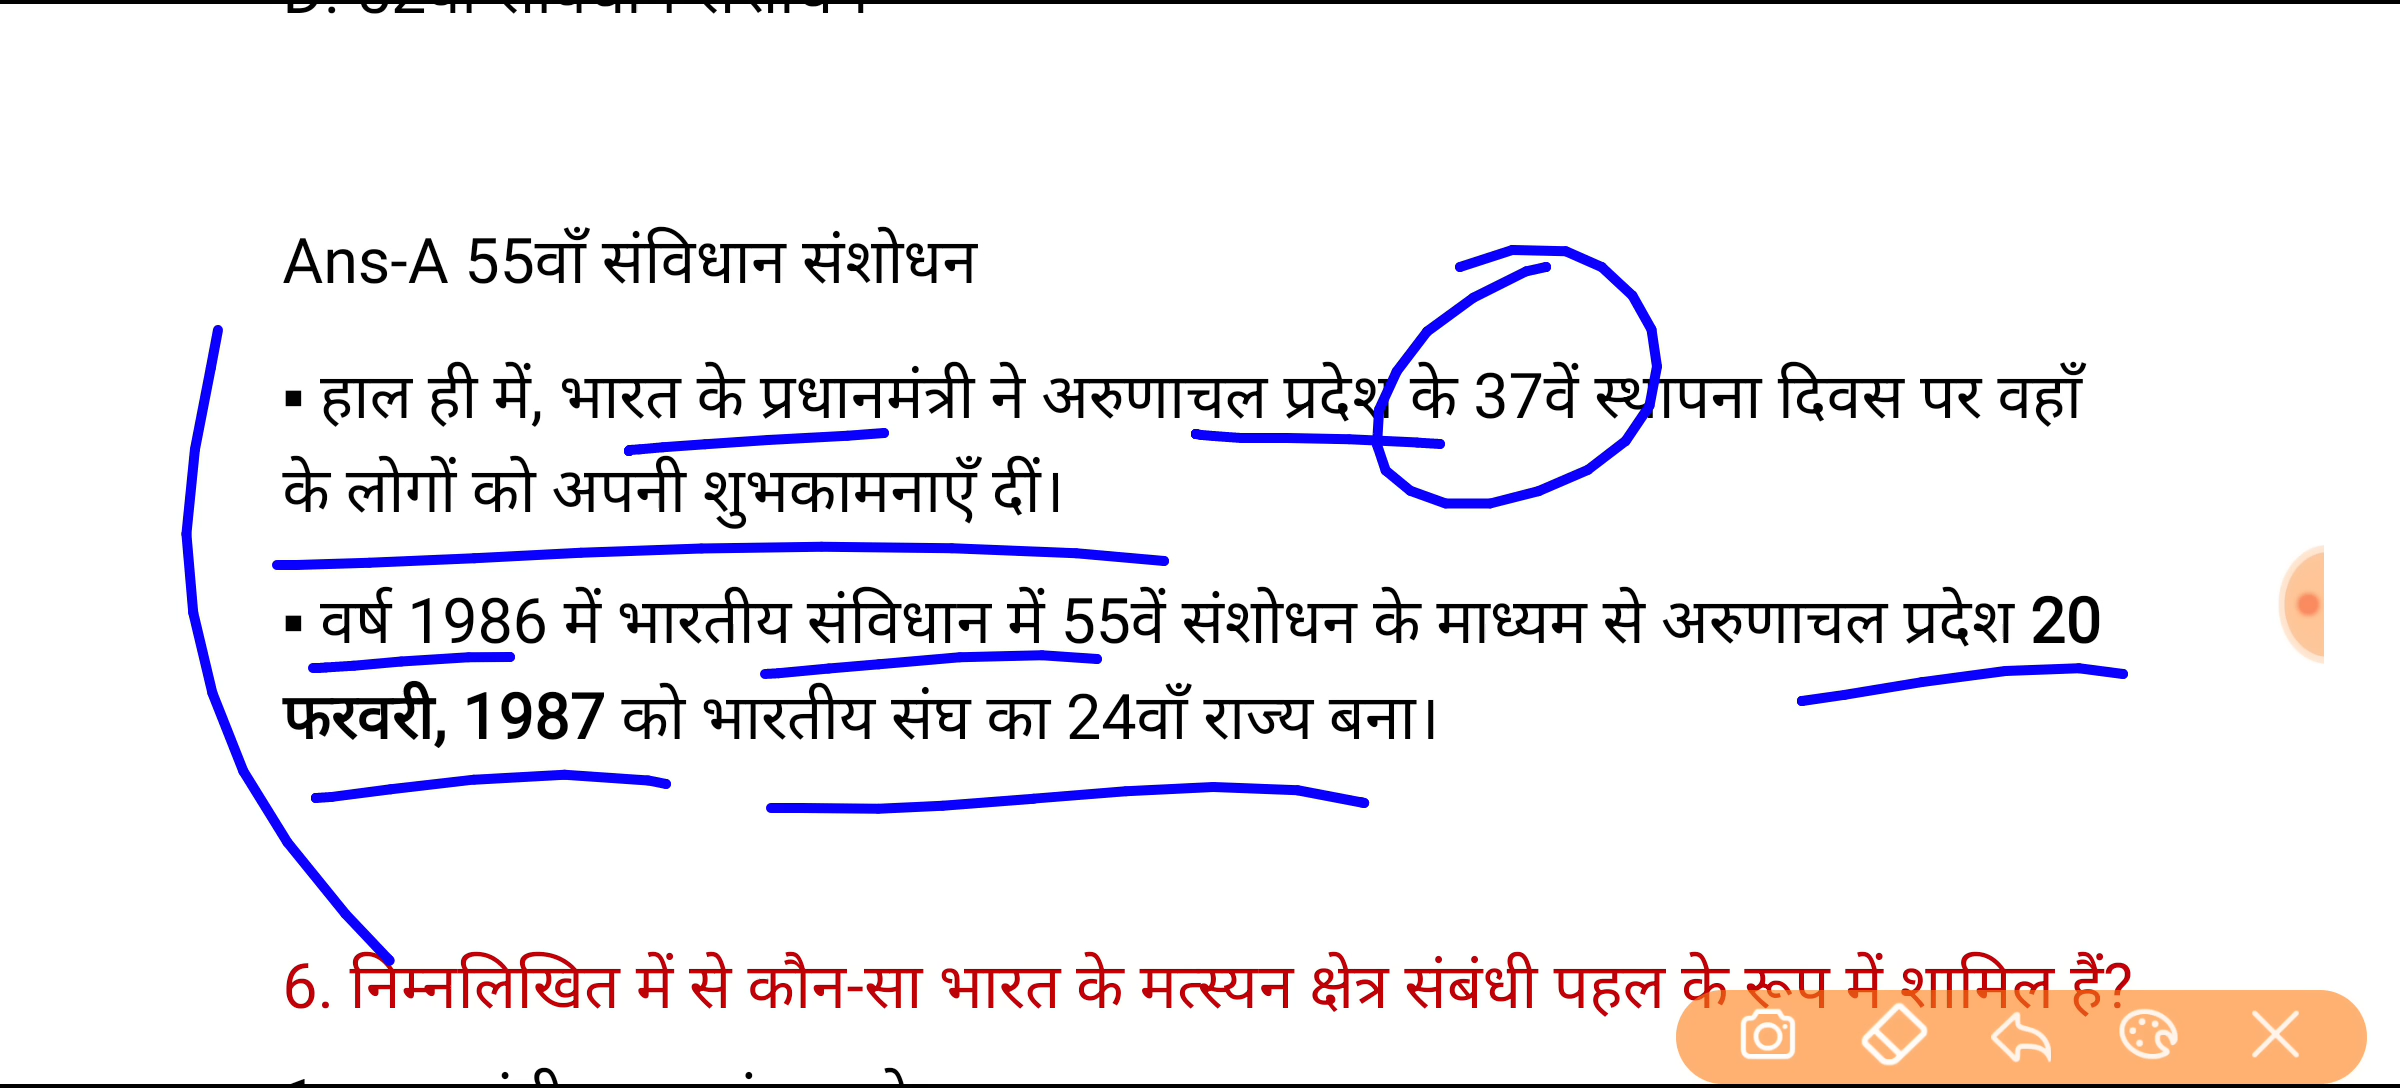 Ans-A 55वाँ संविधान संशोधन
▪ हाल ही में, भारत के प्रधानमंत्री ने अरुणाचल प्रदेश के 37वें स्थापना दिवस पर वहाँ
के लोगों को अपनी शुभकामनाएँ दीं।
▪ वर्ष 1986 में भारतीय संविधान में 55वें संशोधन के माध्यम से अरुणाचल प्रदेश 20
फरवरी, 1987 को भारतीय संघ का 24वाँ राज्य बना।
6. निम्नलिखित में से कौन-सा भारत के मत्स्यन क्षेत्र संबंधी पहल के रूप में शामिल हैं?